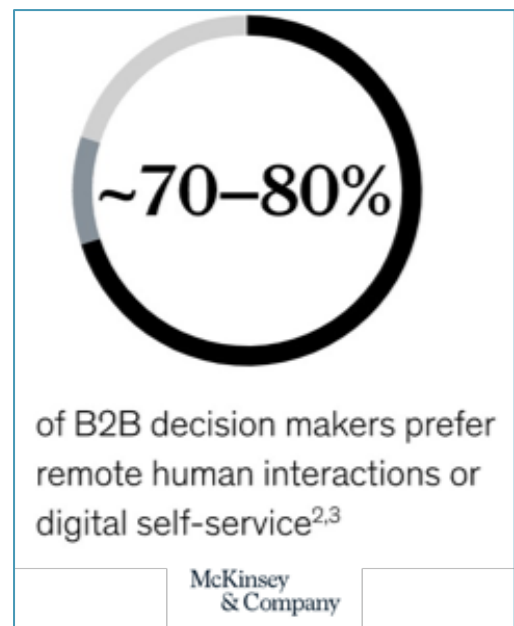 ~70–80%
of B2B decision makers prefer
remote human interactions or
digital self-service2,3
McKinsey
& Company